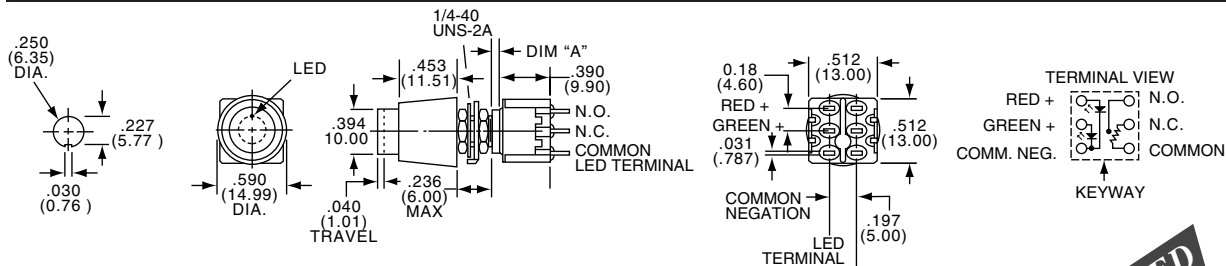 .250
(6.35)
DIA.
.227
(5.77 )
.030
(0.76 )
LED
.590
(14.99)
DIA.
1/4-40
UNS-2A
DIM “A”
.453
(11.51)
.390
(9.90)
.394
10.00
N.O.
N.C.
COMMON
LED TERMINAL
.236
(6.00)
MAX
.040
(1.01)
TRAVEL
0.18
(4.60)
.512
(13.00)
RED +
GREEN +
.031
(.787)
.512
(13.00)
COMMON
NEGATION
.197
(5.00)
LED
TERMINAL
TERMINAL VIEW
RED +
N.O.
GREEN +
N.C.
COMM. NEG.
COMMON
KEYWAY